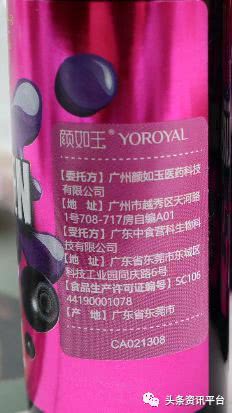 颜如玉® YOROYAL
【委托方】广州颜如玉医药科技
有限公司
【地 址】广州市越秀区天河路
1号708-717房自编A01
【受托方】广东中食营科生物科
技有限公司
【地 址】广东省东莞市东城区
科技工业园同庆路6号
【食品生产许可证编号】SC106
44190001078
【产 地】广东省东莞市
CA021308
N
头条资讯平台